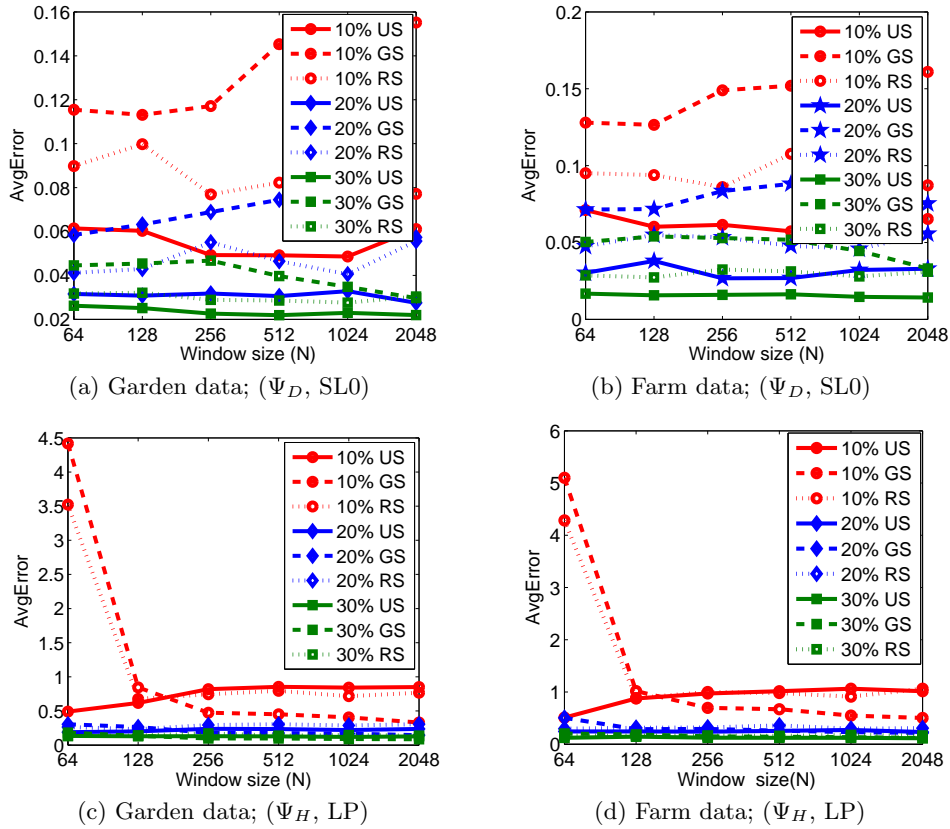 0.16
0.14
0.12
0.1
0.08
0.06
0.04
0.02
AvgError
64 128 256 512 1024 2048
Window size (N)
10% US
10% GS
10% RS
20% US
20% GS
20% RS
30% US
30% GS
30% RS
(a) Garden data; (Ψ_D, SL0)
0.2
0.15
0.1
0.05
0
AvgError
64 128 256 512 1024 2048
Window size (N)
10% US
10% GS
10% RS
20% US
20% GS
20% RS
30% US
30% GS
30% RS
(b) Farm data; (Ψ_D, SL0)
4.5
4
3.5
3
2.5
2
1.5
1
0.5
0
AvgError
64 128 256 512 1024 2048
Window size (N)
10% US
10% GS
10% RS
20% US
20% GS
20% RS
30% US
30% GS
30% RS
(c) Garden data; (Ψ_H, LP)
6
5
4
3
2
1
0
AvgError
64 128 256 512 1024 2048
Window size(N)
10% US
10% GS
10% RS
20% US
20% GS
20% RS
30% US
30% GS
30% RS
(d) Farm data; (Ψ_H, LP)